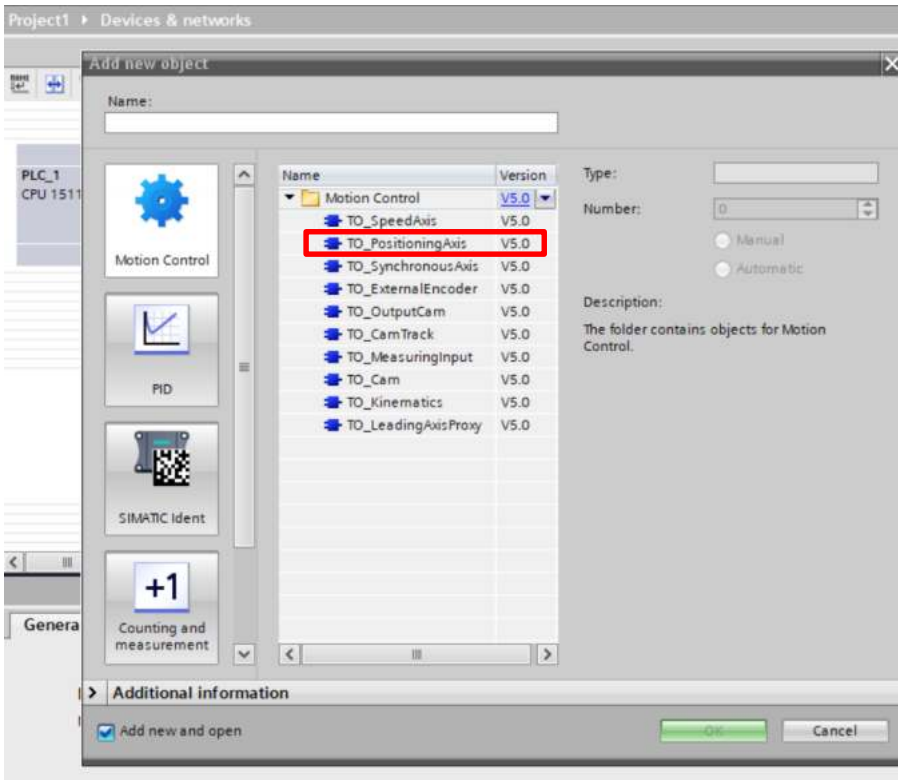 Project1 ▸ Devices & networks
Add new object
Name:
PLC_1
CPU 1511
Motion Control
PID
SIMATIC Ident
+1
Counting and
measurement
Name Version
Motion Control V5.0
TO_SpeedAxis V5.0
TO_PositioningAxis V5.0
TO_SynchronousAxis V5.0
TO_ExternalEncoder V5.0
TO_OutputCam V5.0
TO_CamTrack V5.0
TO_MeasuringInput V5.0
TO_Cam V5.0
TO_Kinematics V5.0
TO_LeadingAxisProxy V5.0
Type:
Number: 0
Manual
Automatic
Description:
The folder contains objects for Motion
Control.
Genera
Additional information
Add new and open
OK
Cancel